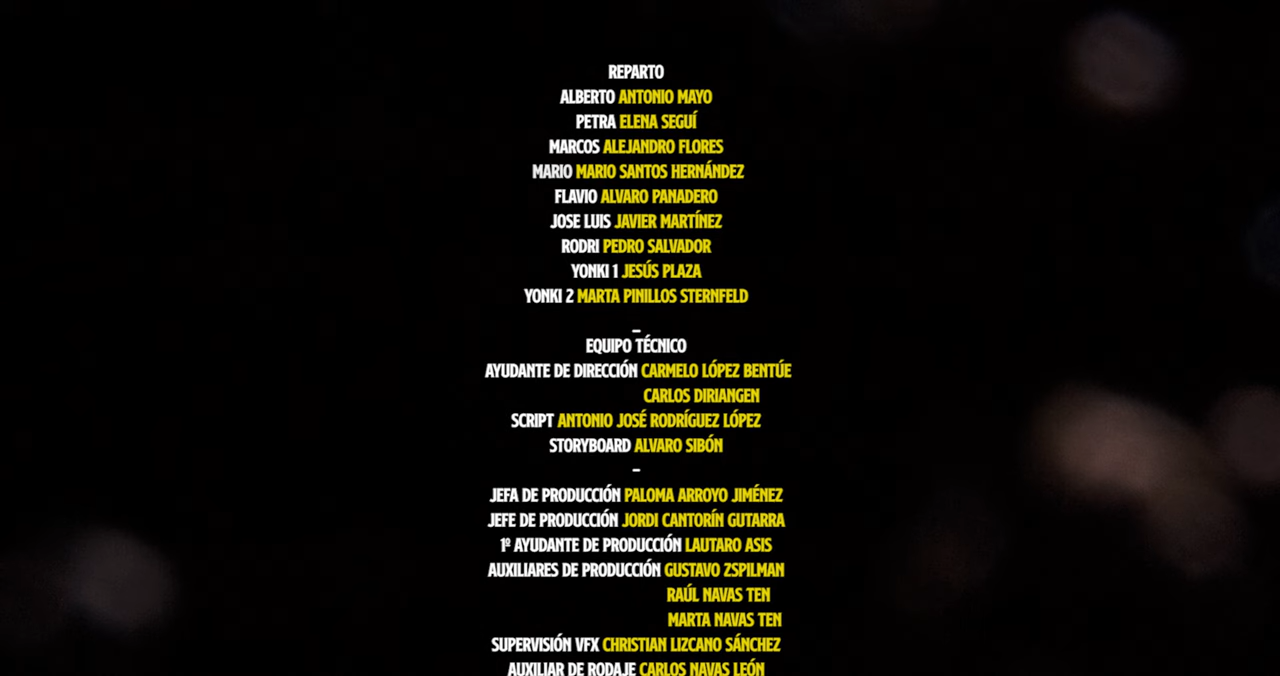 REPARTO
ALBERTO ANTONIO MAYO
PETRA ELENA SEGUÍ
MARCOS ALEJANDRO FLORES
MARIO MARIO SANTOS HERNÁNDEZ
FLAVIO ALVARO PANADERO
JOSE LUIS JAVIER MARTÍNEZ
RODRI PEDRO SALVADOR
YONKI 1 JESÚS PLAZA
YONKI 2 MARTA PINILLOS STERNFELD
–
EQUIPO TÉCNICO
AYUDANTE DE DIRECCIÓN CARMELO LÓPEZ BENTÚE
CARLOS DIRIANGEN
SCRIPT ANTONIO JOSÉ RODRÍGUEZ LÓPEZ
STORYBOARD ALVARO SIBÓN
–
JEFA DE PRODUCCIÓN PALOMA ARROYO JIMÉNEZ
JEFE DE PRODUCCIÓN JORDI CANTORÍN GUTARRA
1º AYUDANTE DE PRODUCCIÓN LAUTARO ASIS
AUXILIARES DE PRODUCCIÓN GUSTAVO ZSPILMAN
RAÚL NAVAS TEN
MARTA NAVAS TEN
SUPERVISIÓN VFX CHRISTIAN LIZCANO SÁNCHEZ
AUXILIAR DE RODAJE CARLOS NAVAS LEÓN